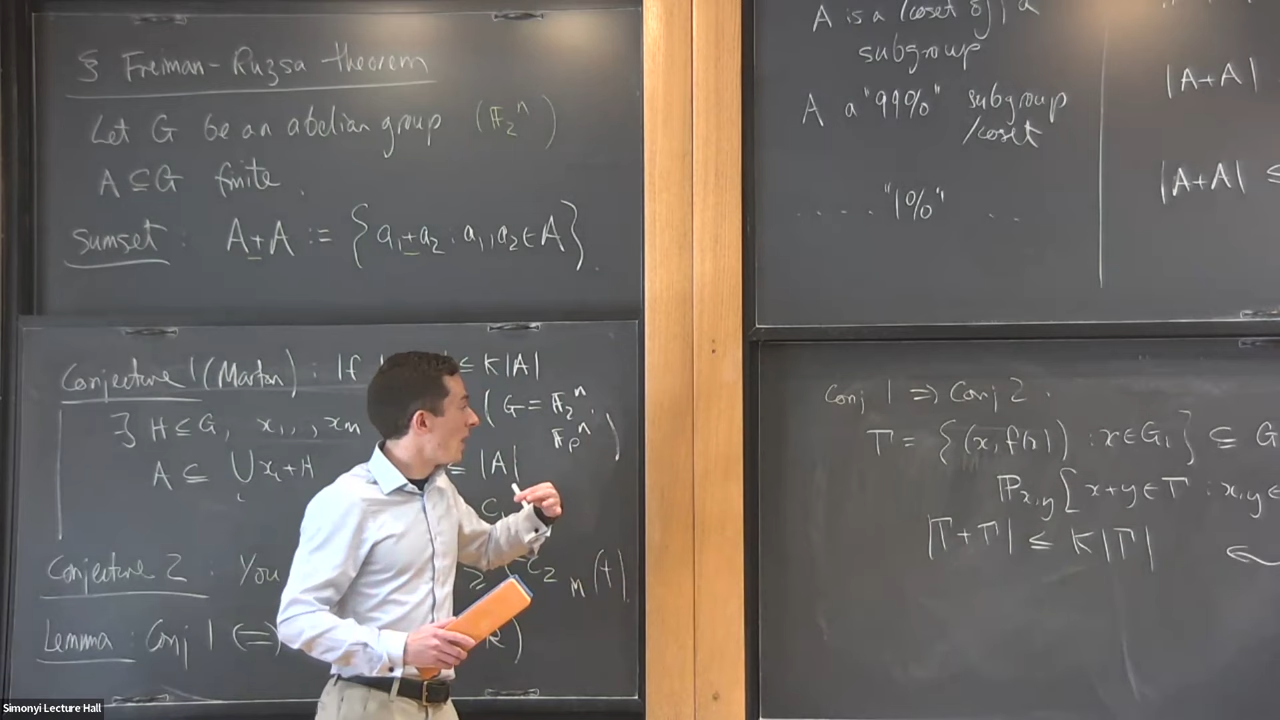 § Freiman-Ruzsa theorem
Let G be an abelian group (𝔽₂ⁿ)
A ⊆ G finite.
Sumset : A+A := {a₁+a₂ : a₁,a₂ ∈ A}.
Conjecture 1 (Marton) : If ≤ K|A|
∃ H ≤ G, x₁,..,xₘ (G = 𝔽₂ⁿ,
𝔽ₚⁿ)
A ⊆ ∪ xᵢ+H ≤ |A|
i
Conjecture 2 : You ≥
Lemma : Conj 1 (=)
A is a (coset of) a
subgroup
A a "99%" subgroup
/coset
..... "1%" ..
|A+A|
|A+A| ≤
Conj 1 ⇒ Conj 2.
Γ = {(x, f(x)) : x ∈ G₁} ⊆ G
ℙx,y[x+y ∈ Γ : x,y ∈
|Γ+Γ| ≤ K|Γ|
Simonyi Lecture Hall